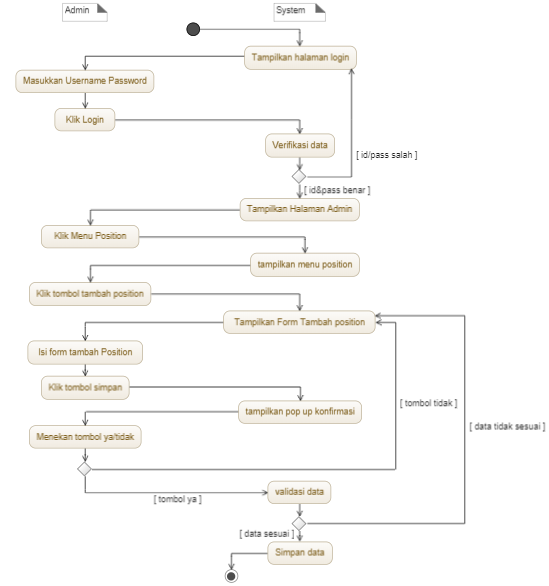 Admin
System
Tampilkan halaman login
Masukkan Username Password
Klik Login
Verifikasi data
[ id/pass salah ]
[ id&pass benar ]
Tampilkan Halaman Admin
Klik Menu Position
tampilkan menu position
Klik tombol tambah position
Tampilkan Form Tambah position
Isi form tambah Position
Klik tombol simpan
[ tombol tidak ]
tampilkan pop up konfirmasi
[ data tidak sesuai ]
Menekan tombol ya/tidak
validasi data
[ tombol ya ]
[ data sesuei ]
Simpan data